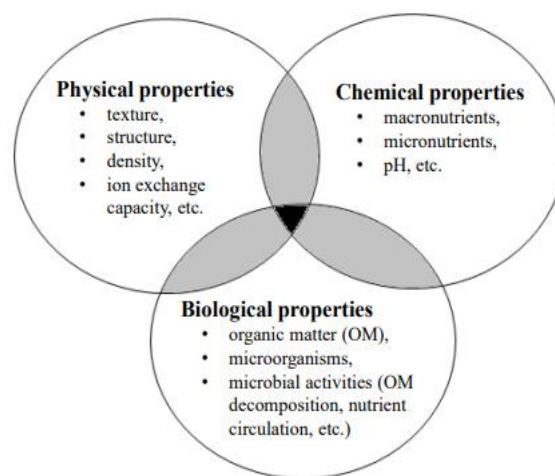 Physical properties
• texture,
• structure,
• density,
• ion exchange
capacity, etc.
Chemical properties
• macronutrients,
• micronutrients,
• pH, etc.
Biological properties
• organic matter (OM),
• microorganisms,
• microbial activities (OM
decomposition, nutrient
circulation, etc.)